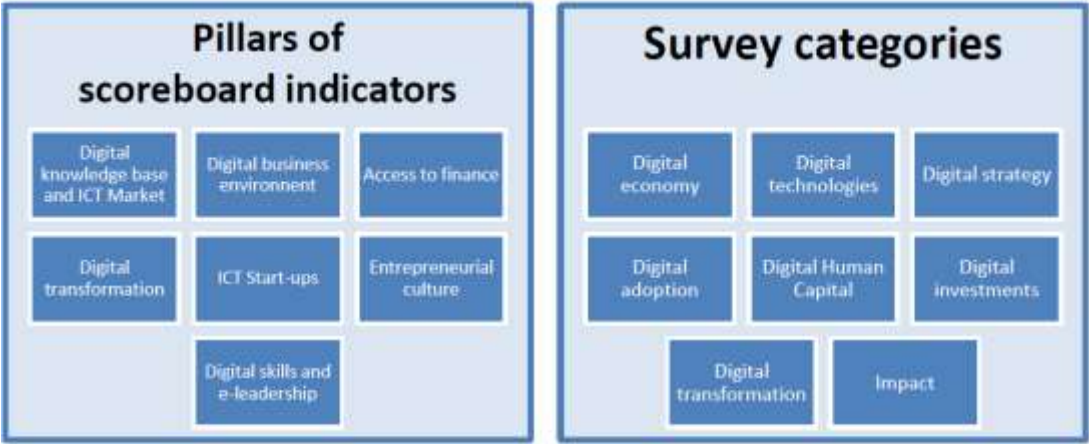 Pillars of
scoreboard indicators
Digital
knowledge base
and ICT Market
Digital business
environnent
Access to finance
Digital
transformation
ICT Start-ups
Entrepreneurial
culture
Digital skills and
e-leadership
Survey categories
Digital
economy
Digital
technologies
Digital strategy
Digital
adoption
Digital Human
Capital
Digital
investments
Digital
transformation
Impact